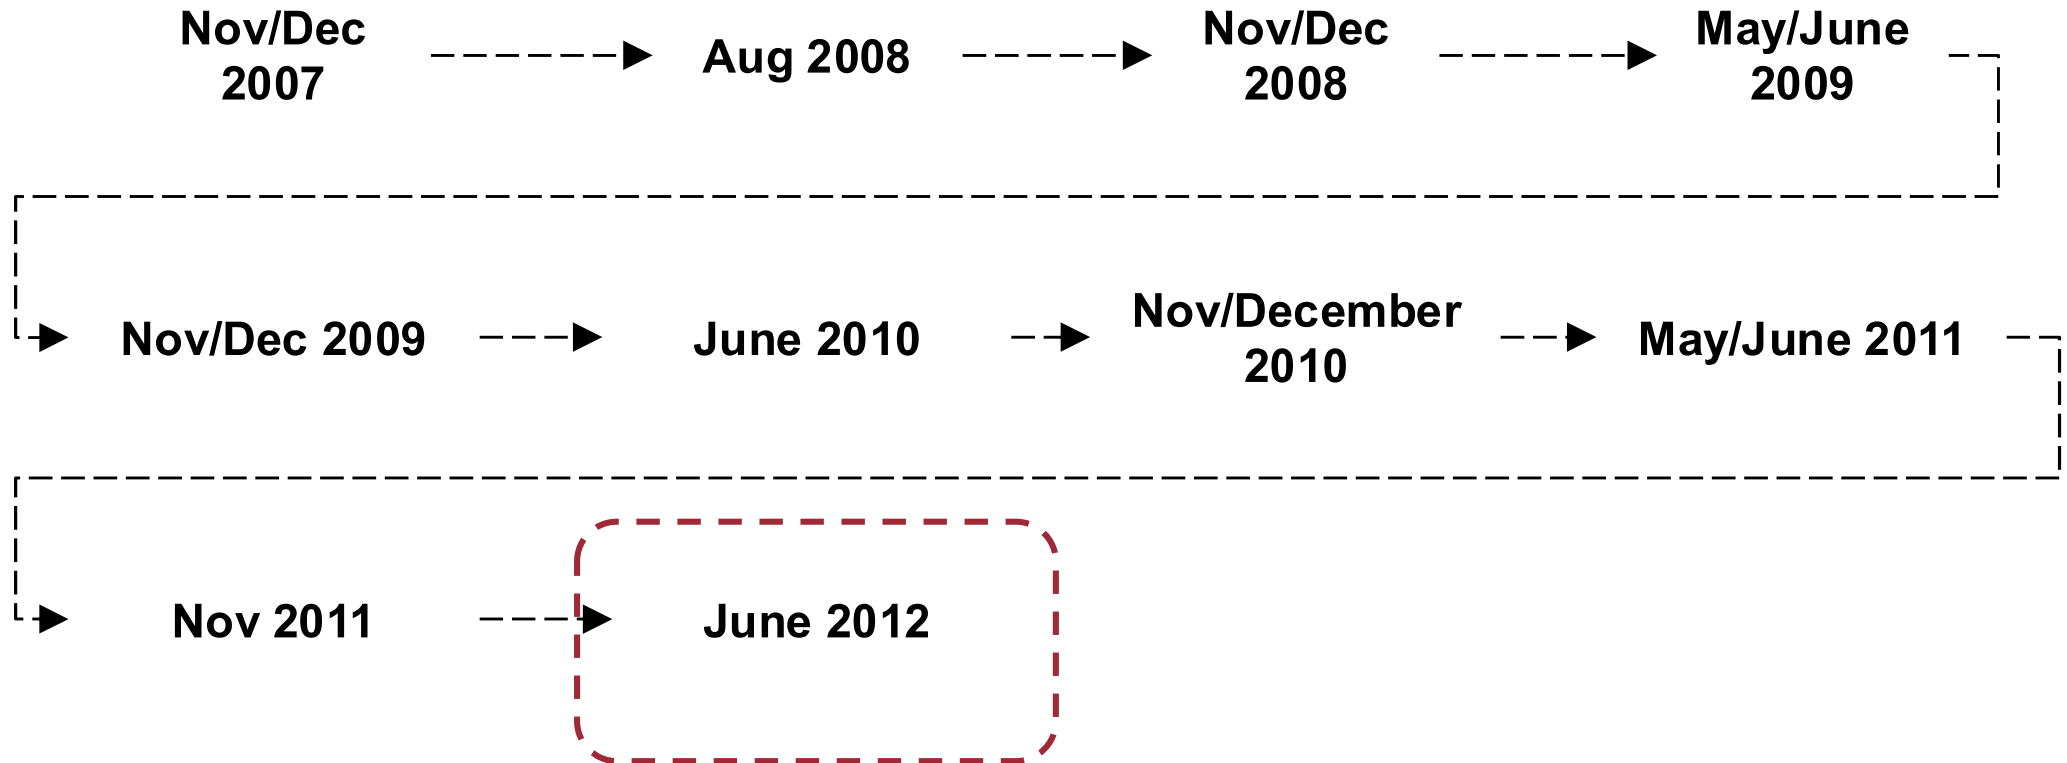 Nov/Dec
2007
Aug 2008
Nov/Dec
2008
May/June
2009
Nov/Dec 2009
June 2010
Nov/December
2010
May/June 2011
Nov 2011
June 2012